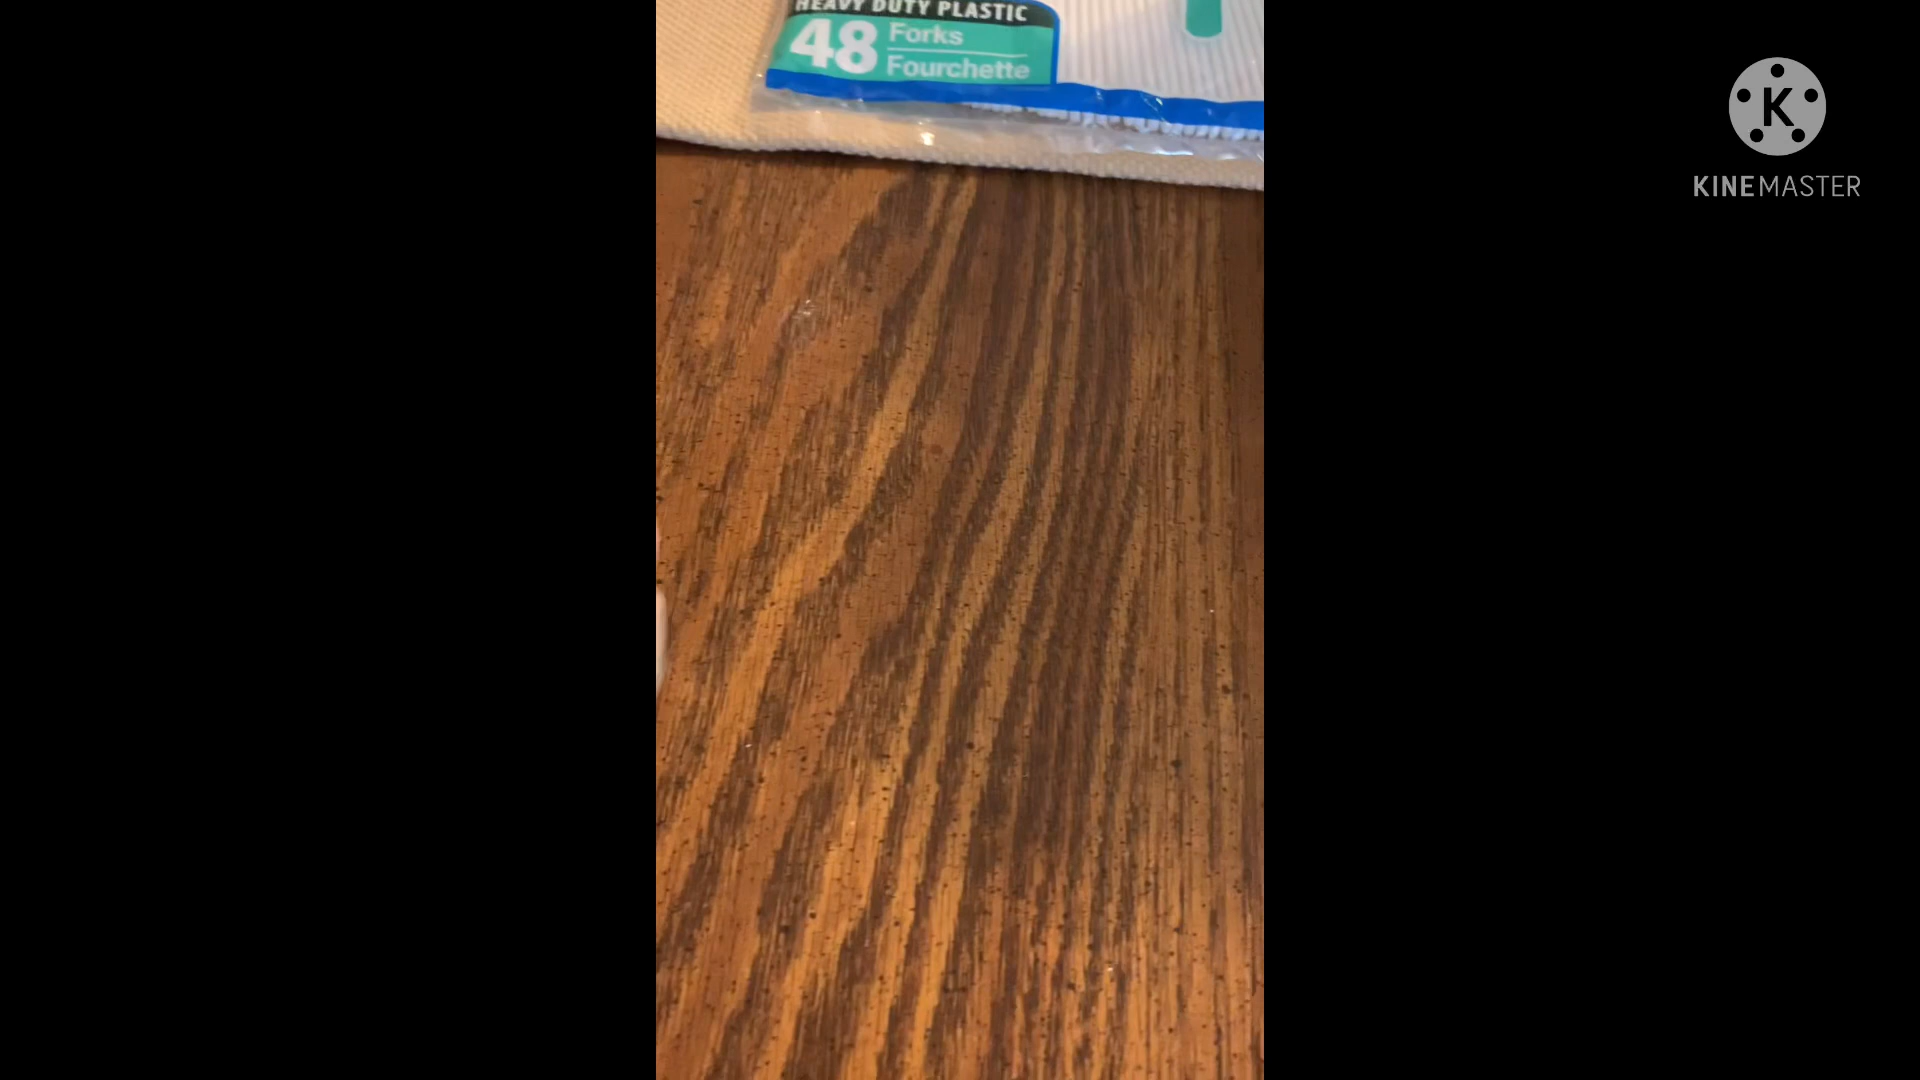 HEAVY DUTY PLASTIC
48
Forks
Fourchette
K
KINEMASTER